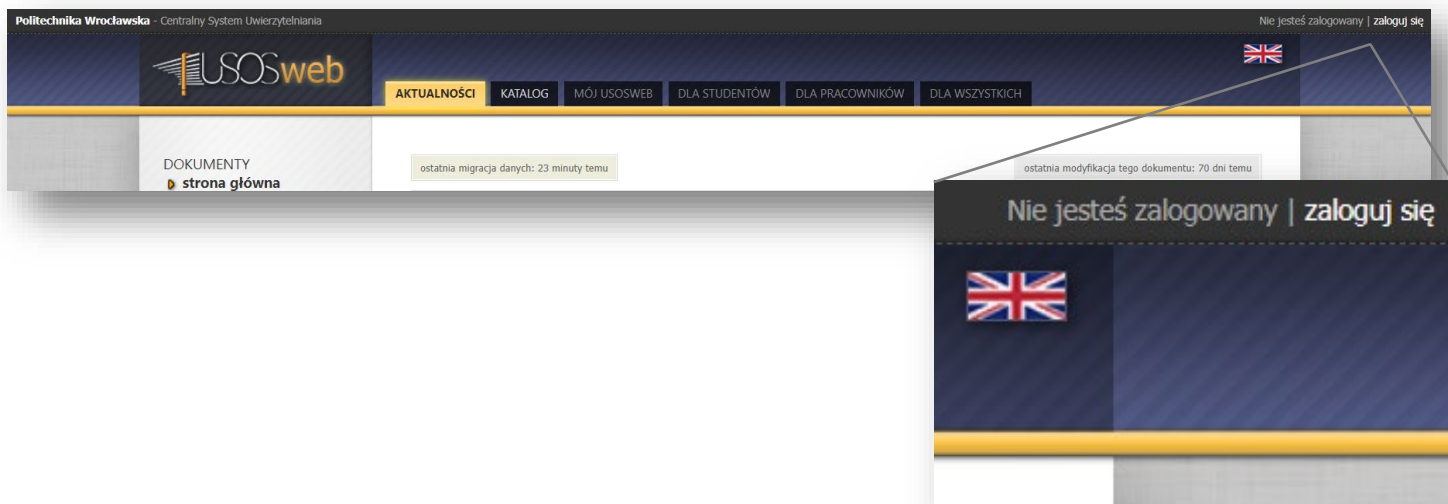 Politechnika Wrocławska - Centralny System Uwierzytelniania
Nie jesteś zalogowany | zaloguj się
USOSweb
AKTUALNOŚCI KATALOG MÓJ USOSWEB DLA STUDENTÓW DLA PRACOWNIKÓW DLA WSZYSTKICH
DOKUMENTY
strona główna
ostatnia migracja danych: 23 minuty temu
ostatnia modyfikacja tego dokumentu: 70 dni temu
Nie jesteś zalogowany | zaloguj się